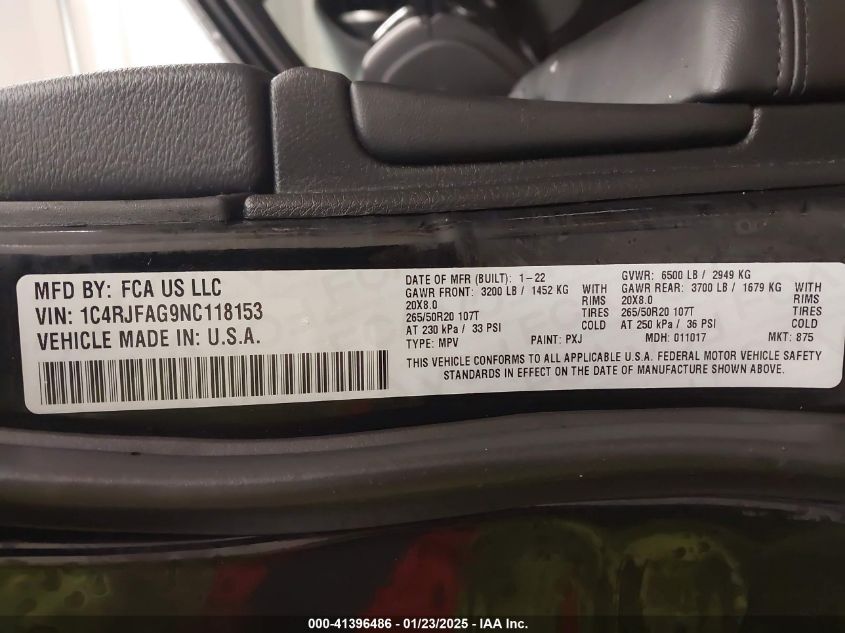 MFD BY: FCA US LLC
VIN: 1C4RJFAG9NC118153
VEHICLE MADE IN: U.S.A.
DATE OF MFR (BUILT): 1-22
GVWR: 6500 LB / 2949 KG
GAWR FRONT: 3200 LB / 1452 KG WITH
GAWR REAR: 3700 LB / 1679 KG WITH
20X8.0 RIMS
20X8.0 RIMS
265/50R20 107T TIRES
265/50R20 107T TIRES
AT 230 kPa / 33 PSI COLD
AT 250 kPa / 36 PSI COLD
TYPE: MPV PAINT: PXJ MDH: 011017 MKT: 875
THIS VEHICLE CONFORMS TO ALL APPLICABLE U.S.A. FEDERAL MOTOR VEHICLE SAFETY
STANDARDS IN EFFECT ON THE DATE OF MANUFACTURE SHOWN ABOVE.
000-41396486 - 01/23/2025 - IAA Inc.